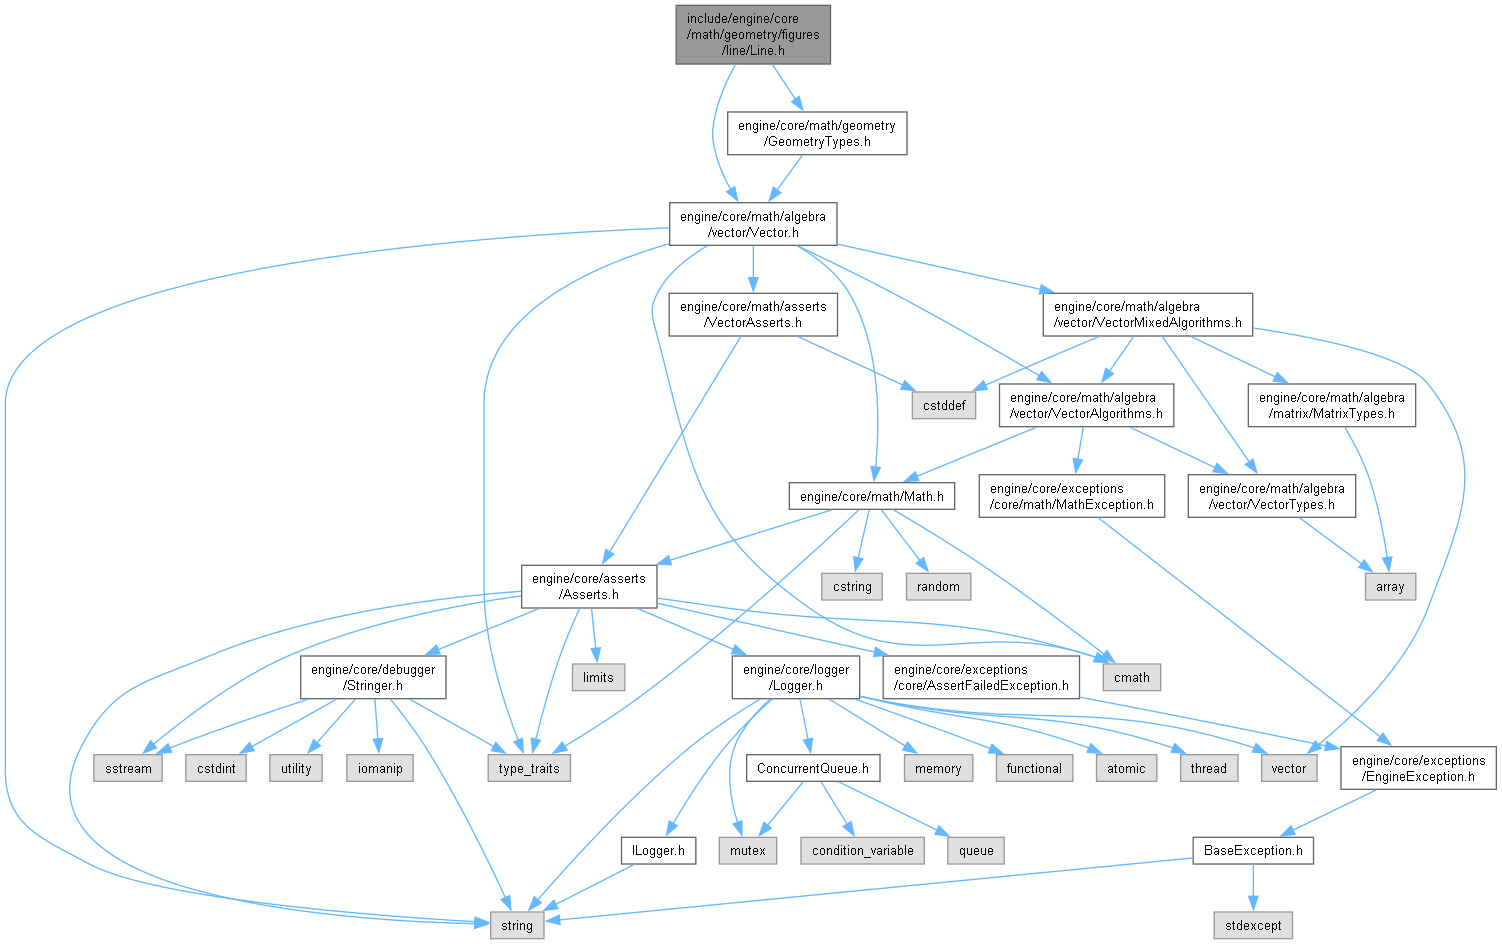 include/engine/core
/math/geometry/figures
/line/Line.h
engine/core/math/geometry
/GeometryTypes.h
engine/core/math/algebra
/vector/Vector.h
engine/core/math/asserts
/VectorAsserts.h
engine/core/math/algebra
/vector/VectorMixedAlgorithms.h
cstddef
engine/core/math/algebra
/vector/VectorAlgorithms.h
engine/core/math/algebra
/matrix/MatrixTypes.h
engine/core/math/Math.h
engine/core/exceptions
/core/math/MathException.h
engine/core/math/algebra
/vector/VectorTypes.h
engine/core/asserts
/Asserts.h
cstring
random
array
engine/core/debugger
/Stringer.h
limits
engine/core/logger
/Logger.h
engine/core/exceptions
/core/AssertFailedException.h
cmath
sstream
cstdint
utility
iomanip
type_traits
ConcurrentQueue.h
memory
functional
atomic
thread
vector
engine/core/exceptions
/EngineException.h
ILogger.h
mutex
condition_variable
queue
BaseException.h
string
stdexcept